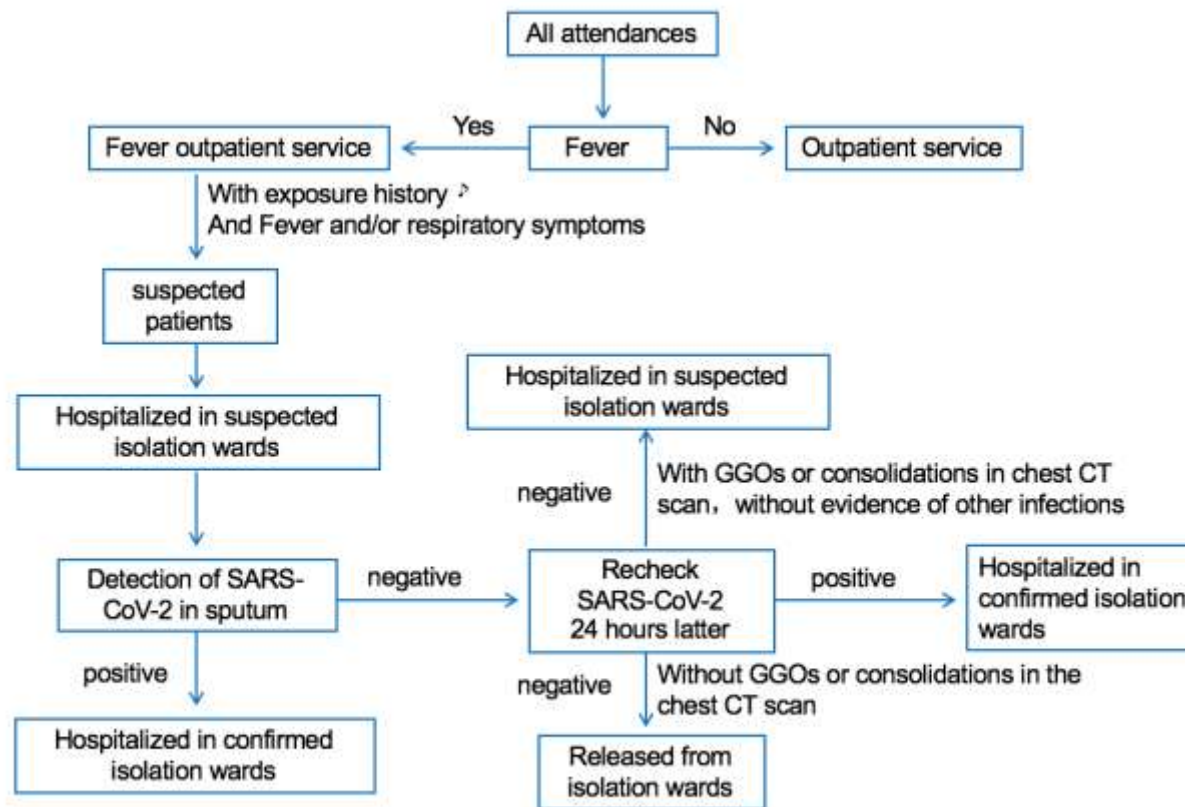 All attendances
Yes
No
Fever outpatient service
Fever
Outpatient service
With exposure history
And Fever and/or respiratory symptoms
suspected
patients
Hospitalized in suspected
isolation wards
Hospitalized in suspected
isolation wards
negative
With GGOs or consolidations in chest CT
scan，without evidence of other infections
Detection of SARS-
CoV-2 in sputum
negative
Recheck
SARS-CoV-2
24 hours latter
positive
Hospitalized in
confirmed isolation
wards
positive
negative
Without GGOs or consolidations in the
chest CT scan
Hospitalized in confirmed
isolation wards
Released from
isolation wards